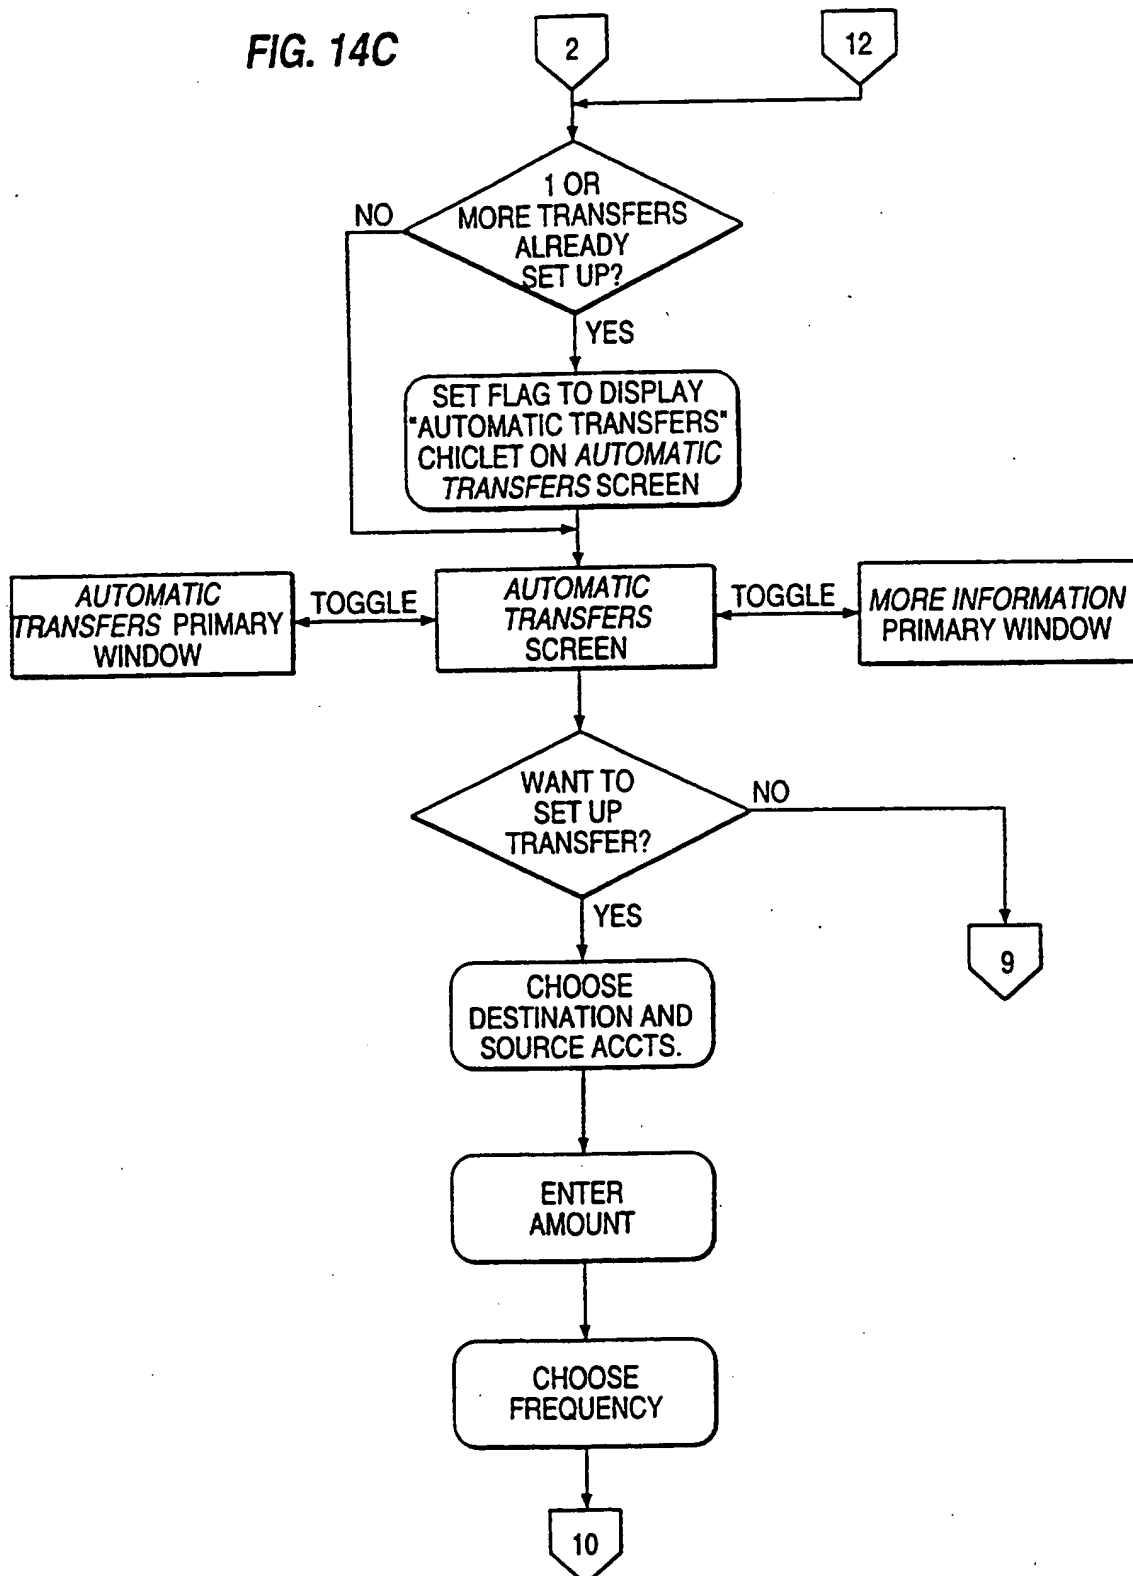 FIG. 14C
2
12
1 OR
MORE TRANSFERS
ALREADY
SET UP?
NO
YES
SET FLAG TO DISPLAY
"AUTOMATIC TRANSFERS"
CHICLET ON AUTOMATIC
TRANSFERS SCREEN
AUTOMATIC
TRANSFERS PRIMARY
WINDOW
TOGGLE
AUTOMATIC
TRANSFERS
SCREEN
TOGGLE
MORE INFORMATION
PRIMARY WINDOW
WANT TO
SET UP
TRANSFER?
NO
YES
9
CHOOSE
DESTINATION AND
SOURCE ACCTS.
ENTER
AMOUNT
CHOOSE
FREQUENCY
10